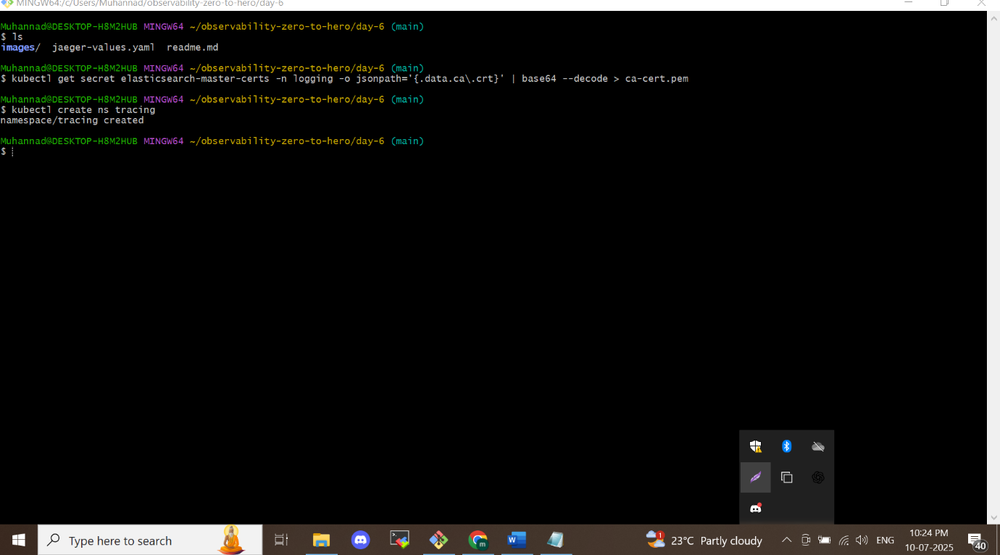 MINGW64:/c/Users/Muhannad/observability-zero-to-hero/day-6
Muhannad@DESKTOP-H8M2HUB MINGW64 ~/observability-zero-to-hero/day-6 (main)
$ ls
images/  jaeger-values.yaml  readme.md
Muhannad@DESKTOP-H8M2HUB MINGW64 ~/observability-zero-to-hero/day-6 (main)
$ kubectl get secret elasticsearch-master-certs -n logging -o jsonpath='{.data.ca\.crt}' | base64 --decode > ca-cert.pem
Muhannad@DESKTOP-H8M2HUB MINGW64 ~/observability-zero-to-hero/day-6 (main)
$ kubectl create ns tracing
namespace/tracing created
Muhannad@DESKTOP-H8M2HUB MINGW64 ~/observability-zero-to-hero/day-6 (main)
$
Type here to search
m
W
1
23°C Partly cloudy
ENG
10:24 PM
10-07-2025
40